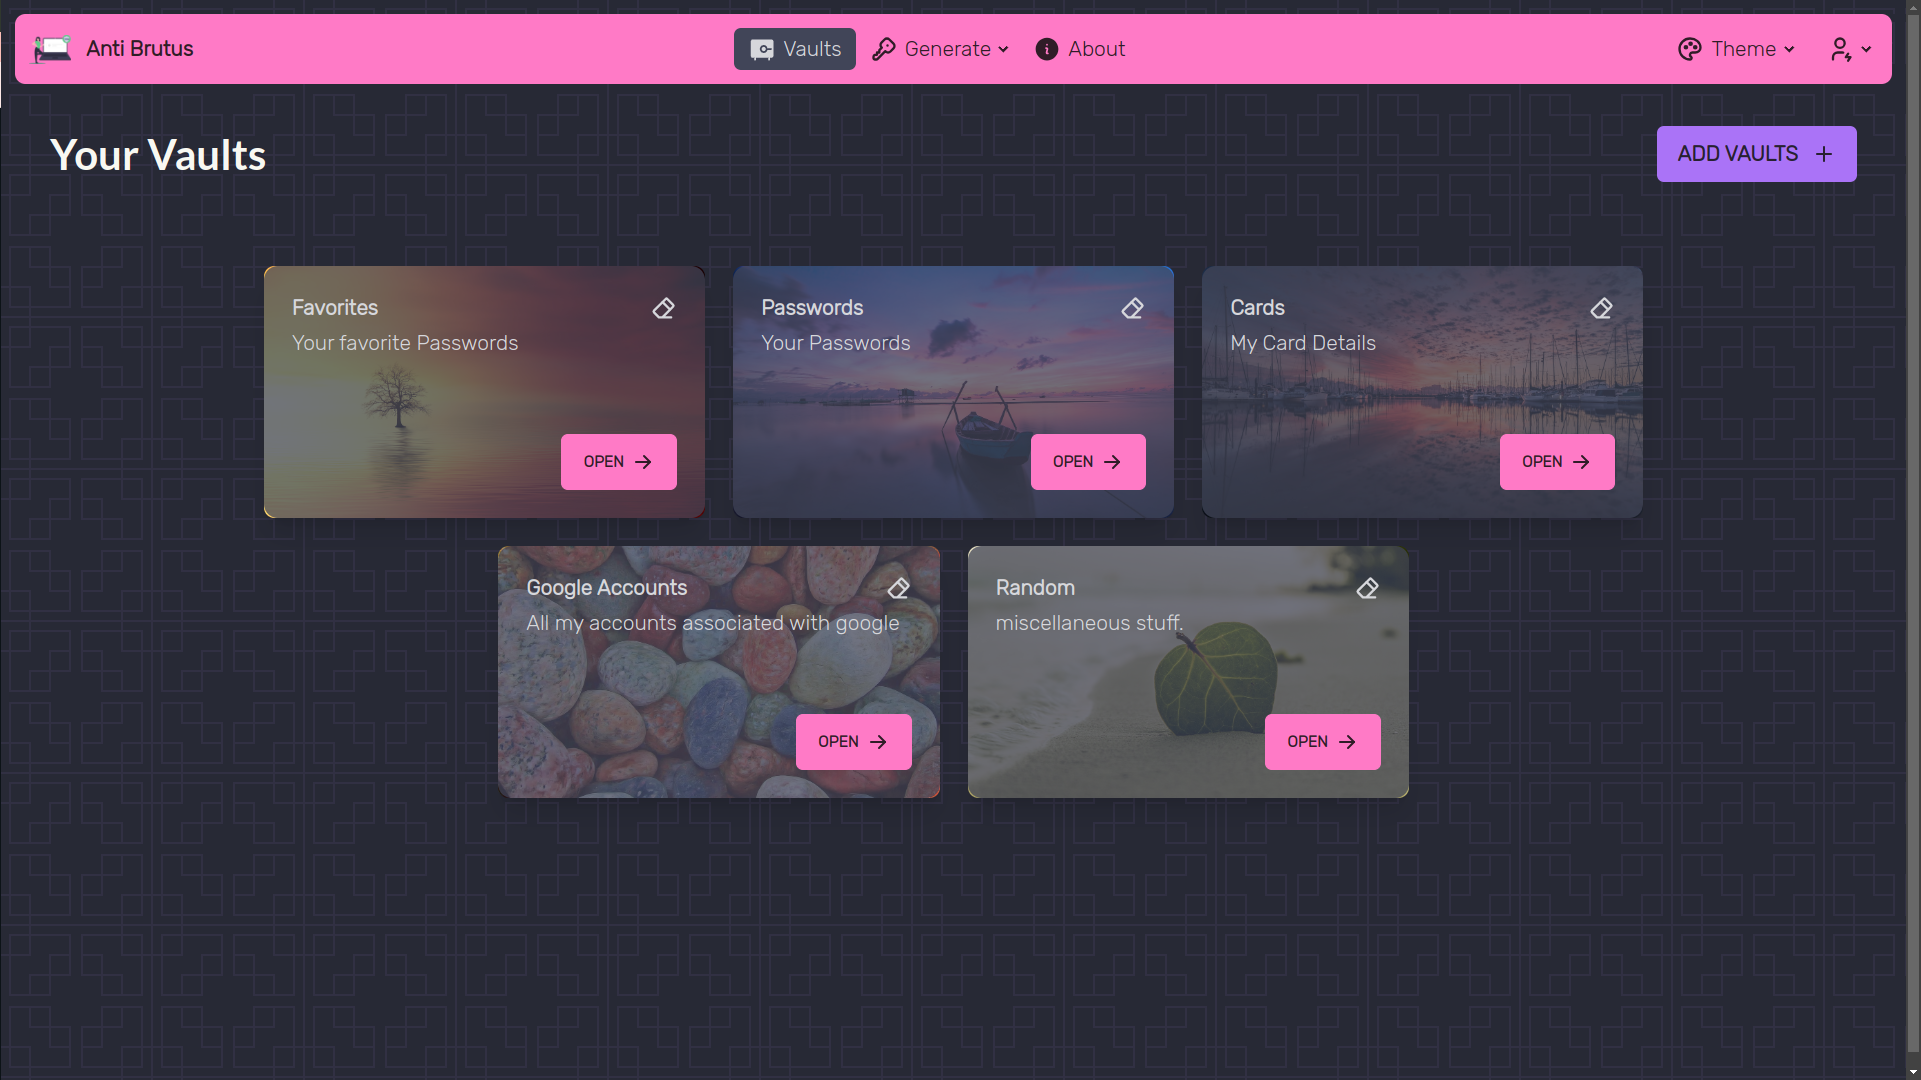 Anti Brutus
Vaults
Generate
About
Theme
Your Vaults
ADD VAULTS
Favorites
Your favorite Passwords
OPEN
Passwords
Your Passwords
OPEN
Cards
My Card Details
OPEN
Google Accounts
All my accounts associated with google
OPEN
Random
miscellaneous stuff.
OPEN